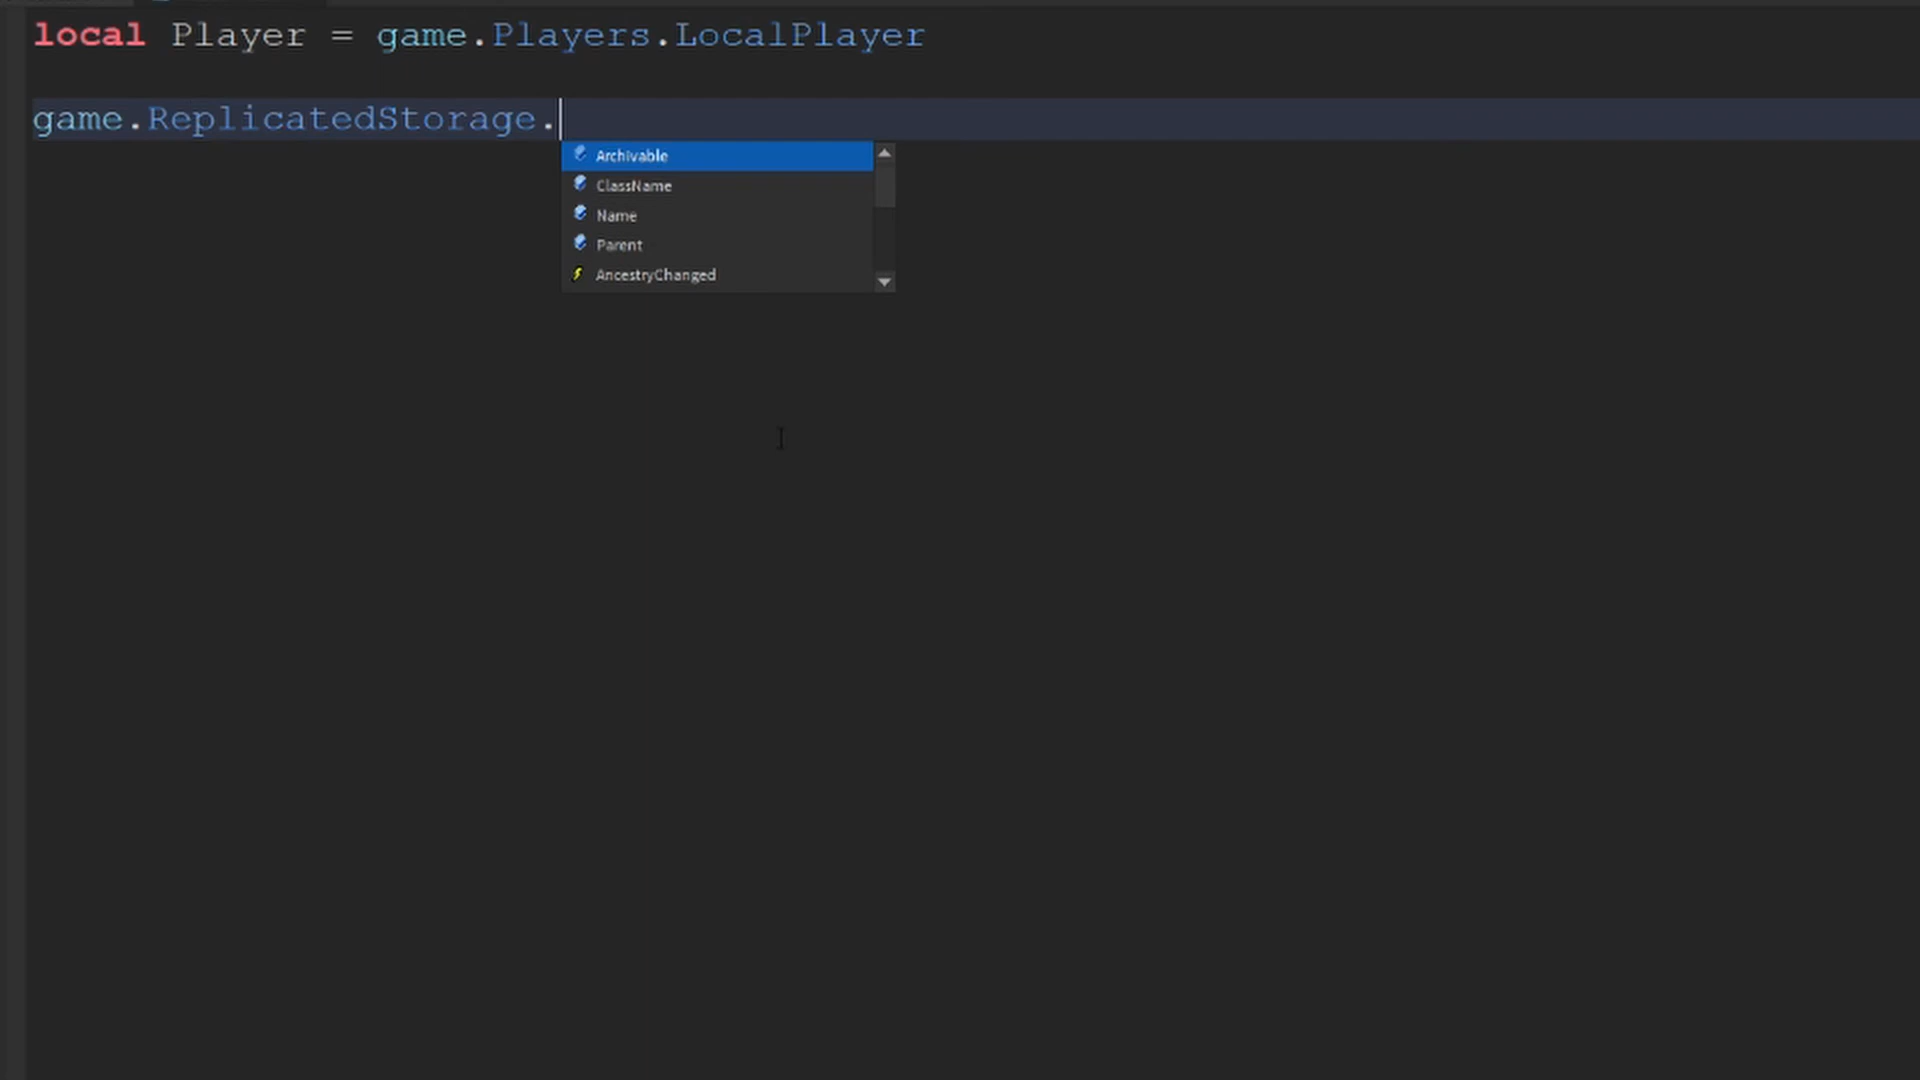 local Player = game.Players.LocalPlayer
game.ReplicatedStorage.
Archivable
ClassName
Name
Parent
AncestryChanged